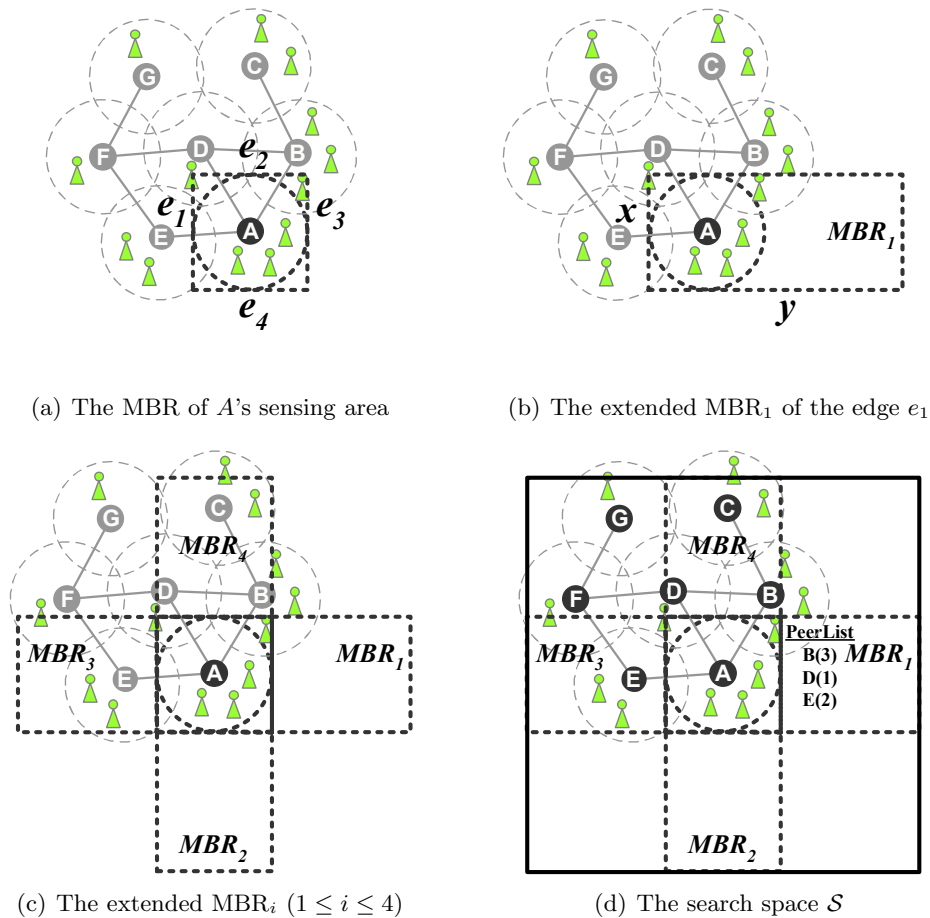 G
C
F
D
B
e₂
e₁
e₃
E
A
e₄
G
C
F
D
B
x
E
A
MBR₁
y
(a) The MBR of A's sensing area
(b) The extended MBR₁ of the edge e₁
G
C
MBR₄
F
D
B
MBR₃
MBR₁
E
A
MBR₂
G
C
MBR₄
F
D
B
PeerList
MBR₃
B(3)
MBR₁
E
A
D(1)
E(2)
MBR₂
(c) The extended MBRᵢ (1 ≤ i ≤ 4)
(d) The search space 𝒮